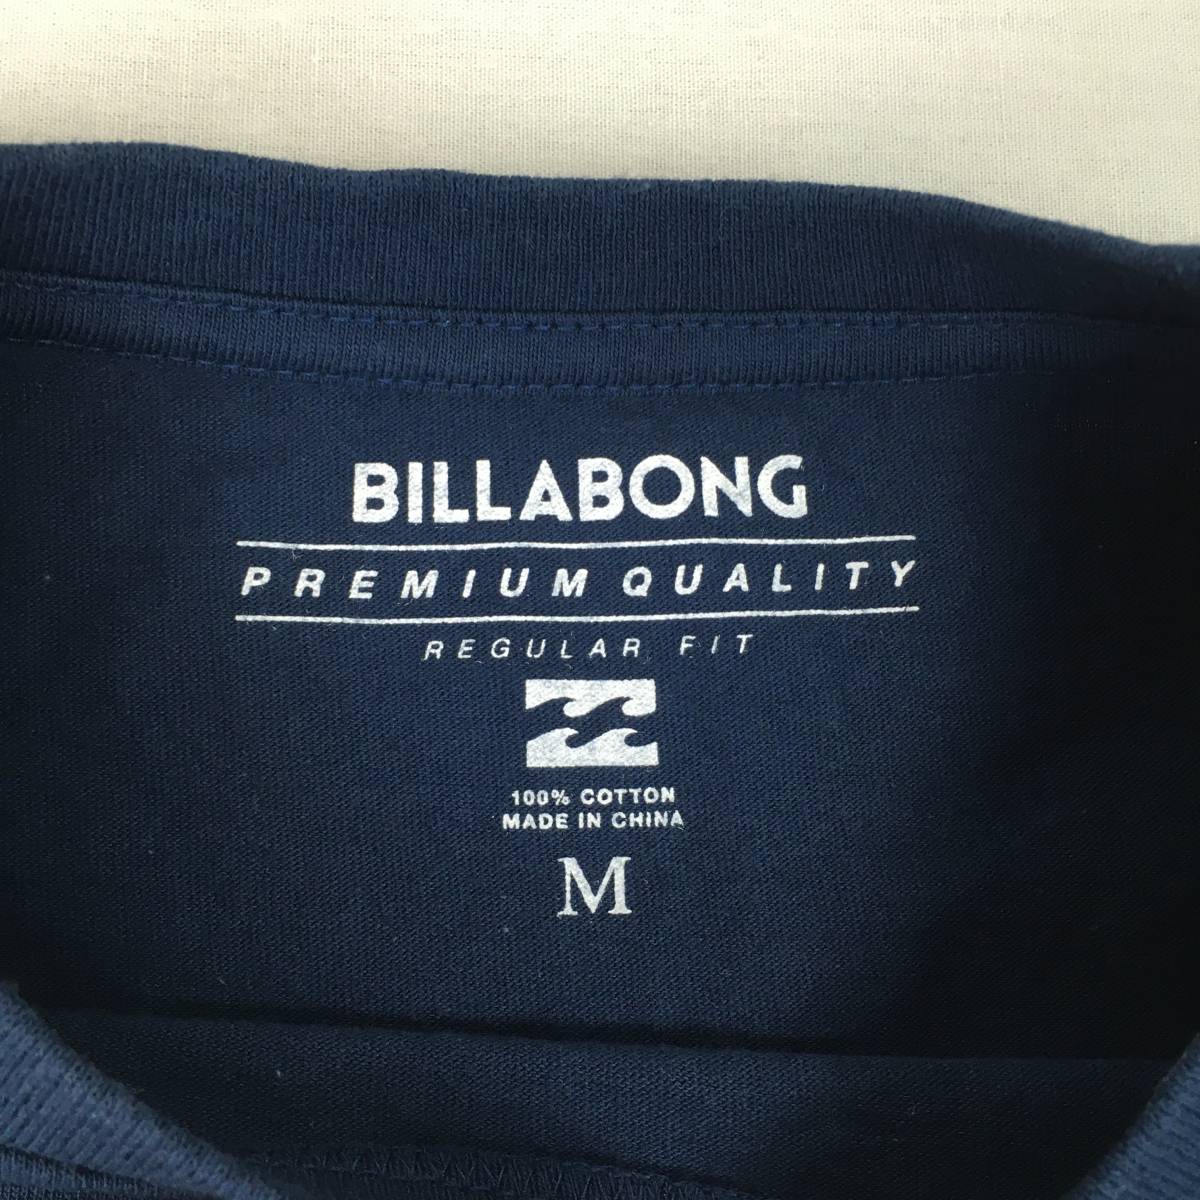 BILLABONG
PREMIUM QUALITY
REGULAR FIT
100% COTTON
MADE IN CHINA
M